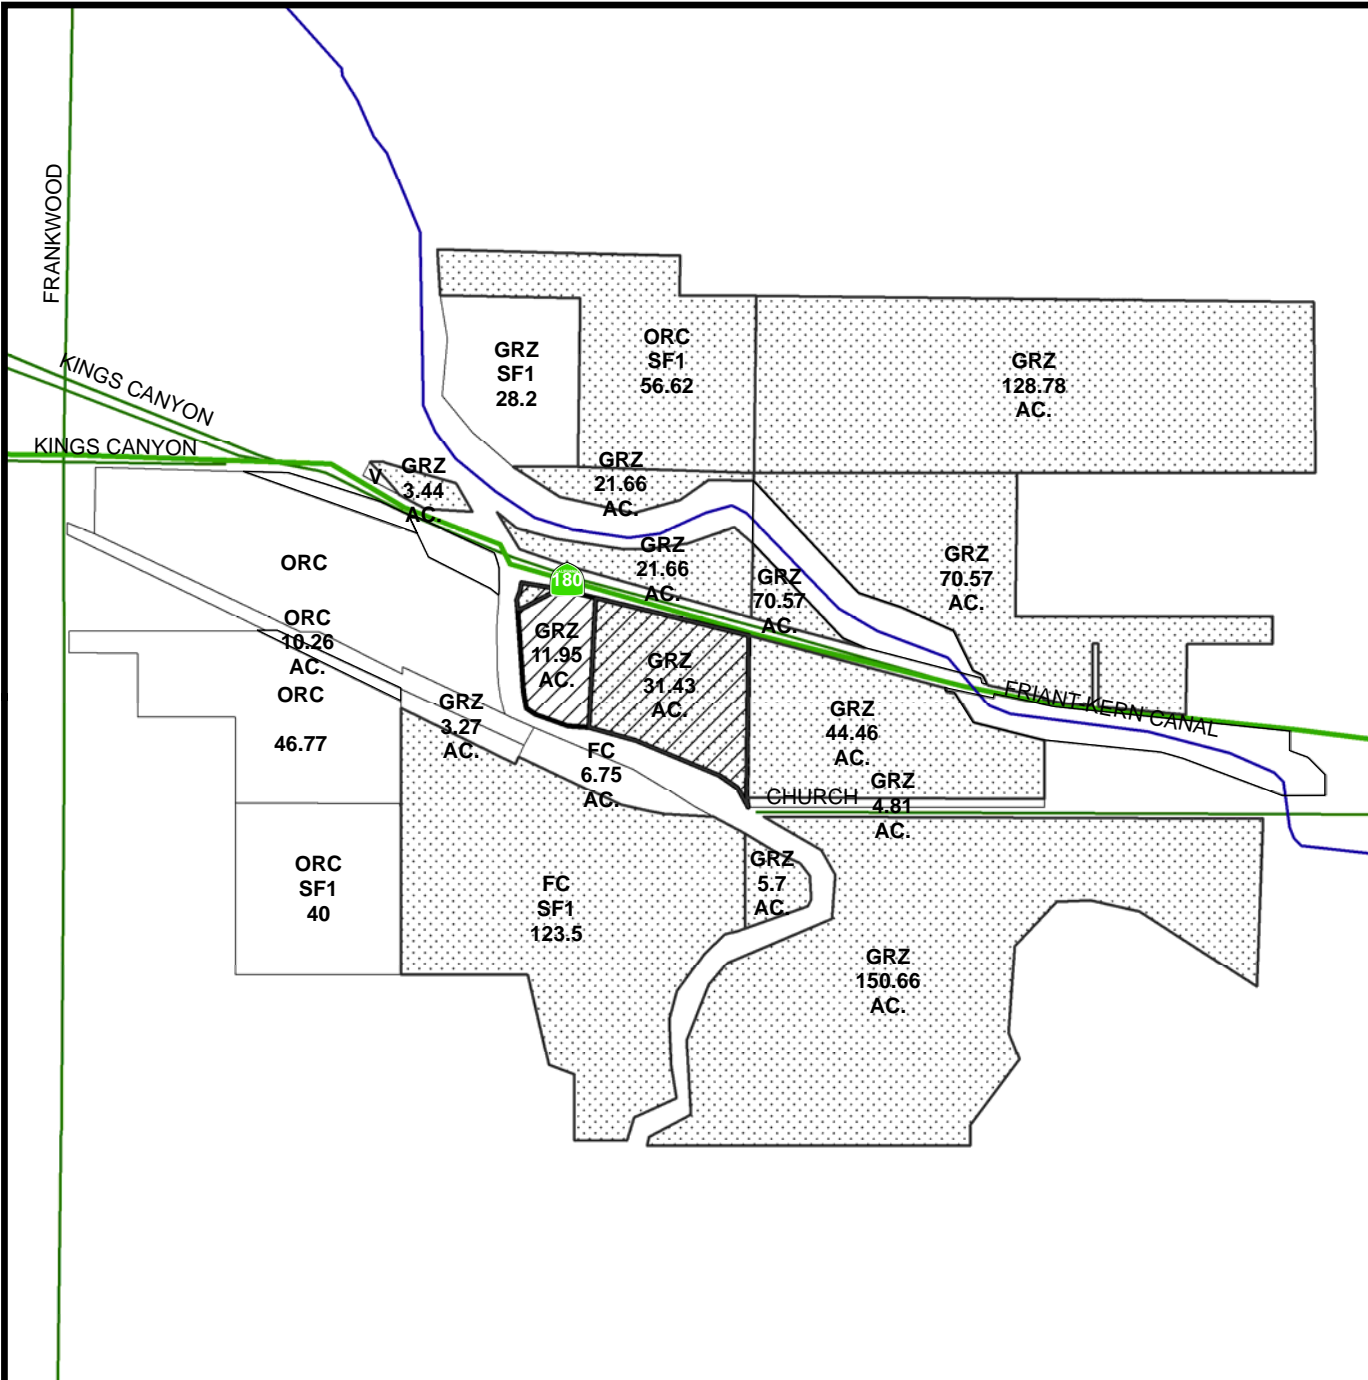 FRANKWOOD
KINGS CANYON
KINGS CANYON
GRZ
SF1
28.2
ORC
SF1
56.62
GRZ
128.78
AC.
V
GRZ
3.44
AC.
GRZ
21.66
AC.
GRZ
21.66
AC.
GRZ
70.57
AC.
GRZ
70.57
AC.
180
ORC
ORC
10.26
AC.
ORC
46.77
GRZ
11.95
AC.
GRZ
31.43
AC.
GRZ
3.27
AC.
FC
6.75
AC.
GRZ
44.46
AC.
FRIANT-KERN CANAL
CHURCH
GRZ
4.81
AC.
ORC
SF1
40
FC
SF1
123.5
GRZ
5.7
AC.
GRZ
150.66
AC.